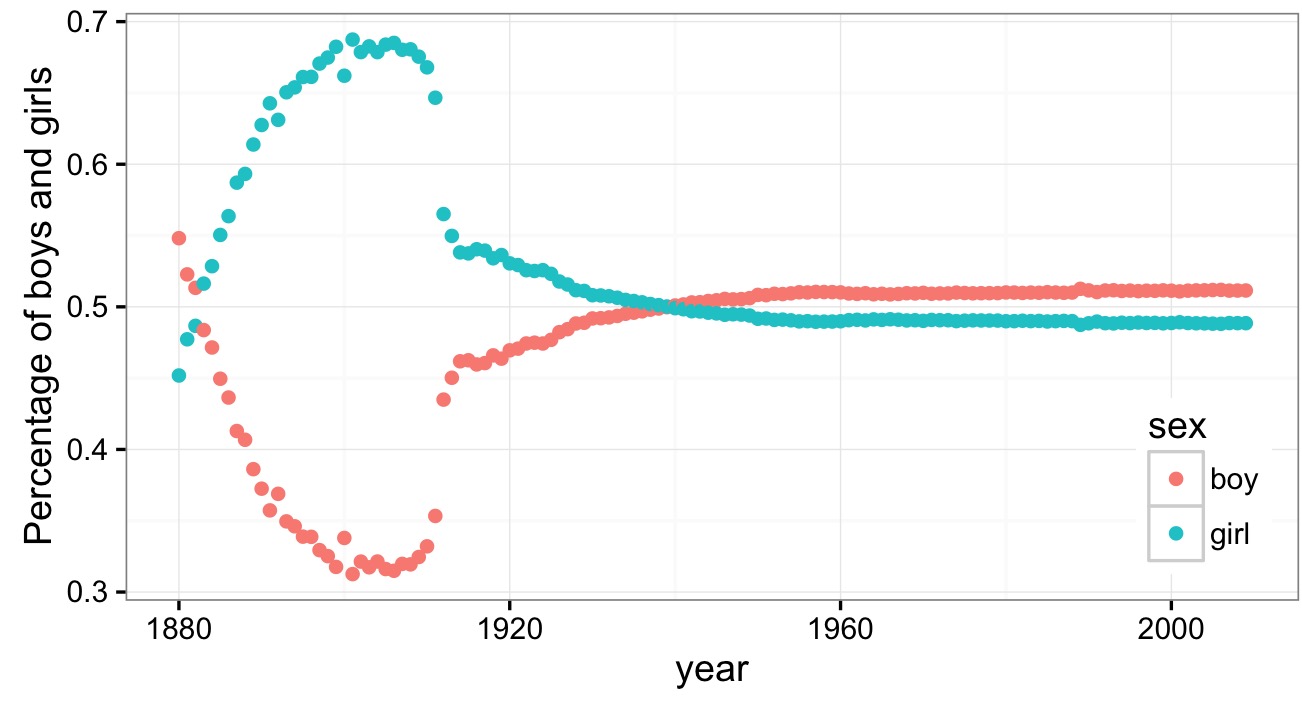 Percentage of boys and girls
0.7
0.6
0.5
0.4
0.3
1880 1920 1960 2000
year
sex
boy
girl